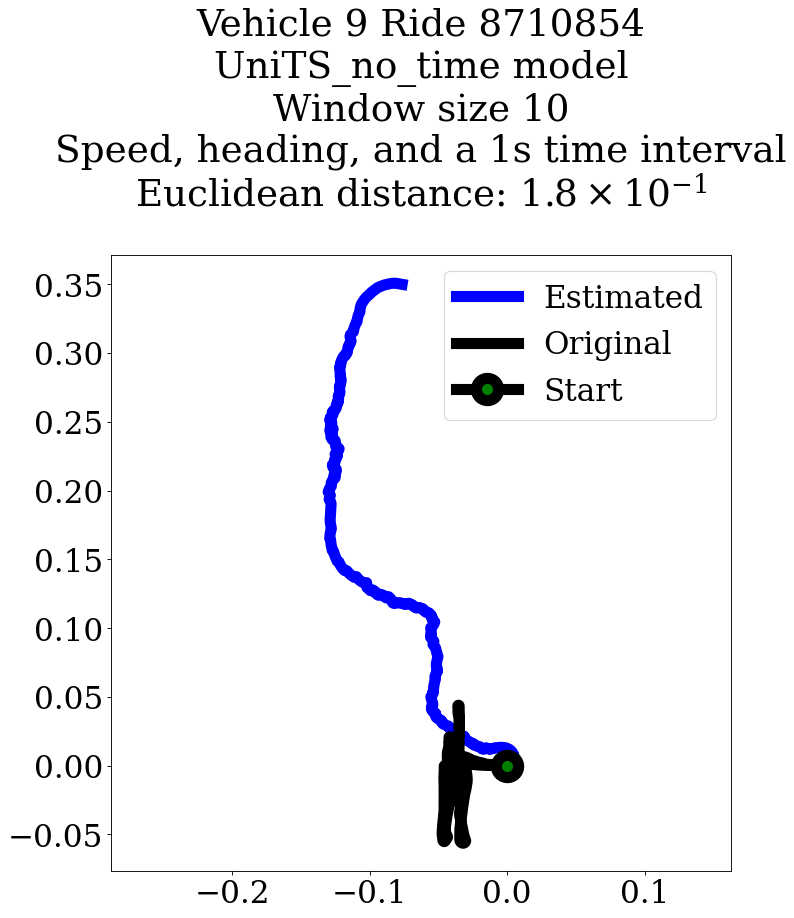 Vehicle 9 Ride 8710854
UniTS_no_time model
Window size 10
Speed, heading, and a 1s time interval
Euclidean distance: 1.8 × 10⁻¹
0.35
0.30
0.25
0.20
0.15
0.10
0.05
0.00
−0.05
Estimated
Original
Start
−0.2
−0.1
0.0
0.1